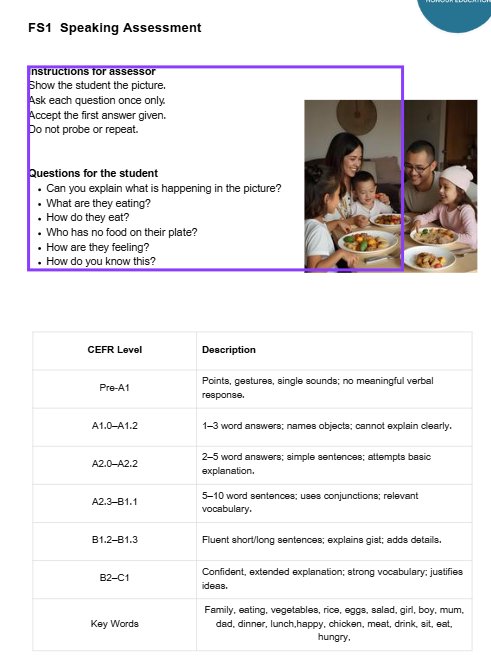 HONOUR EDUCATION
FS1 Speaking Assessment
Instructions for assessor
Show the student the picture.
Ask each question once only.
Accept the first answer given.
Do not probe or repeat.
Questions for the student
• Can you explain what is happening in the picture?
• What are they eating?
• How do they eat?
• Who has no food on their plate?
• How are they feeling?
• How do you know this?
CEFR Level Description
Pre-A1 Points, gestures, single sounds; no meaningful verbal
response.
A1.0–A1.2 1–3 word answers; names objects; cannot explain clearly.
A2.0–A2.2 2–5 word answers; simple sentences; attempts basic
explanation.
A2.3–B1.1 5–10 word sentences; uses conjunctions; relevant
vocabulary.
B1.2–B1.3 Fluent short/long sentences; explains gist; adds details.
B2–C1 Confident, extended explanation; strong vocabulary; justifies
ideas.
Key Words Family, eating, vegetables, rice, eggs, salad, girl, boy, mum,
dad, dinner, lunch,happy, chicken, meat, drink, sit, eat,
hungry,